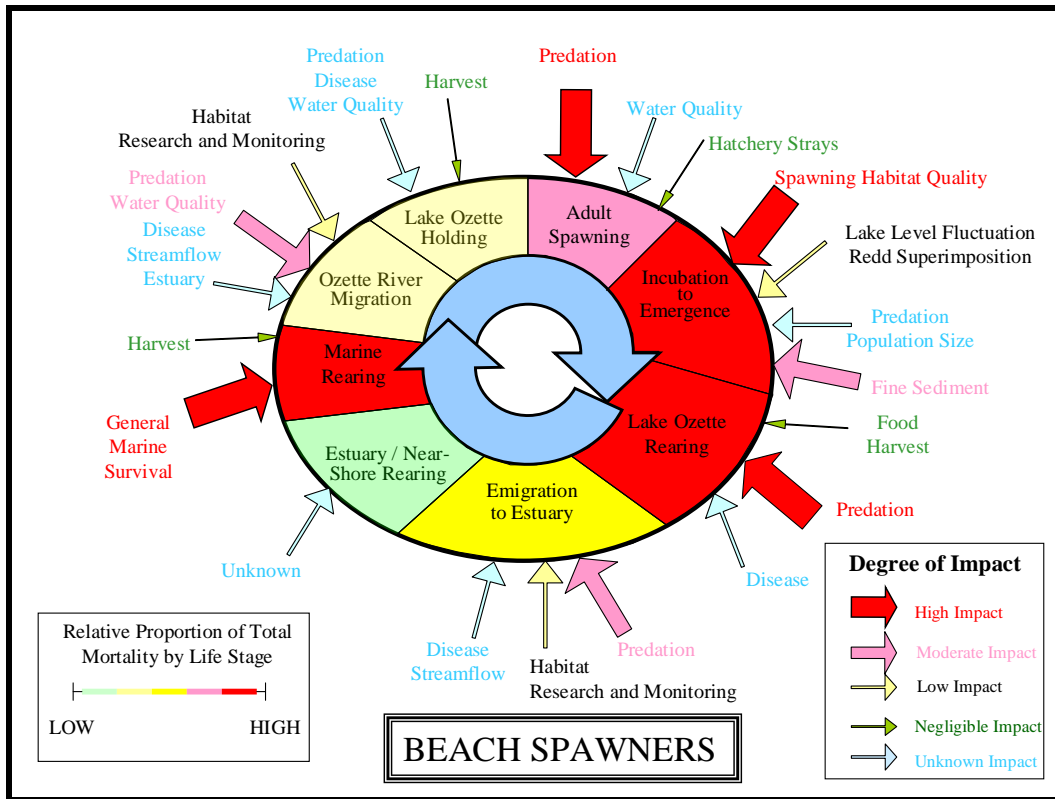 Predation
Disease
Water Quality
Harvest
Predation
Water Quality
Hatchery Strays
Habitat
Research and Monitoring
Predation
Water Quality
Disease
Streamflow
Estuary
Spawning Habitat Quality
Lake Level Fluctuation
Redd Superimposition
Predation
Population Size
Fine Sediment
Food
Harvest
Predation
Disease
Harvest
General
Marine
Survival
Unknown
Disease
Streamflow
Habitat
Research and Monitoring
Predation
Lake Ozette
Holding
Adult
Spawning
Ozette River
Migration
Incubation
to
Emergence
Marine
Rearing
Lake Ozette
Rearing
Estuary / Near-
Shore Rearing
Emigration
to Estuary
Relative Proportion of Total
Mortality by Life Stage
LOW
HIGH
BEACH SPAWNERS
Degree of Impact
High Impact
Moderate Impact
Low Impact
Negligible Impact
Unknown Impact